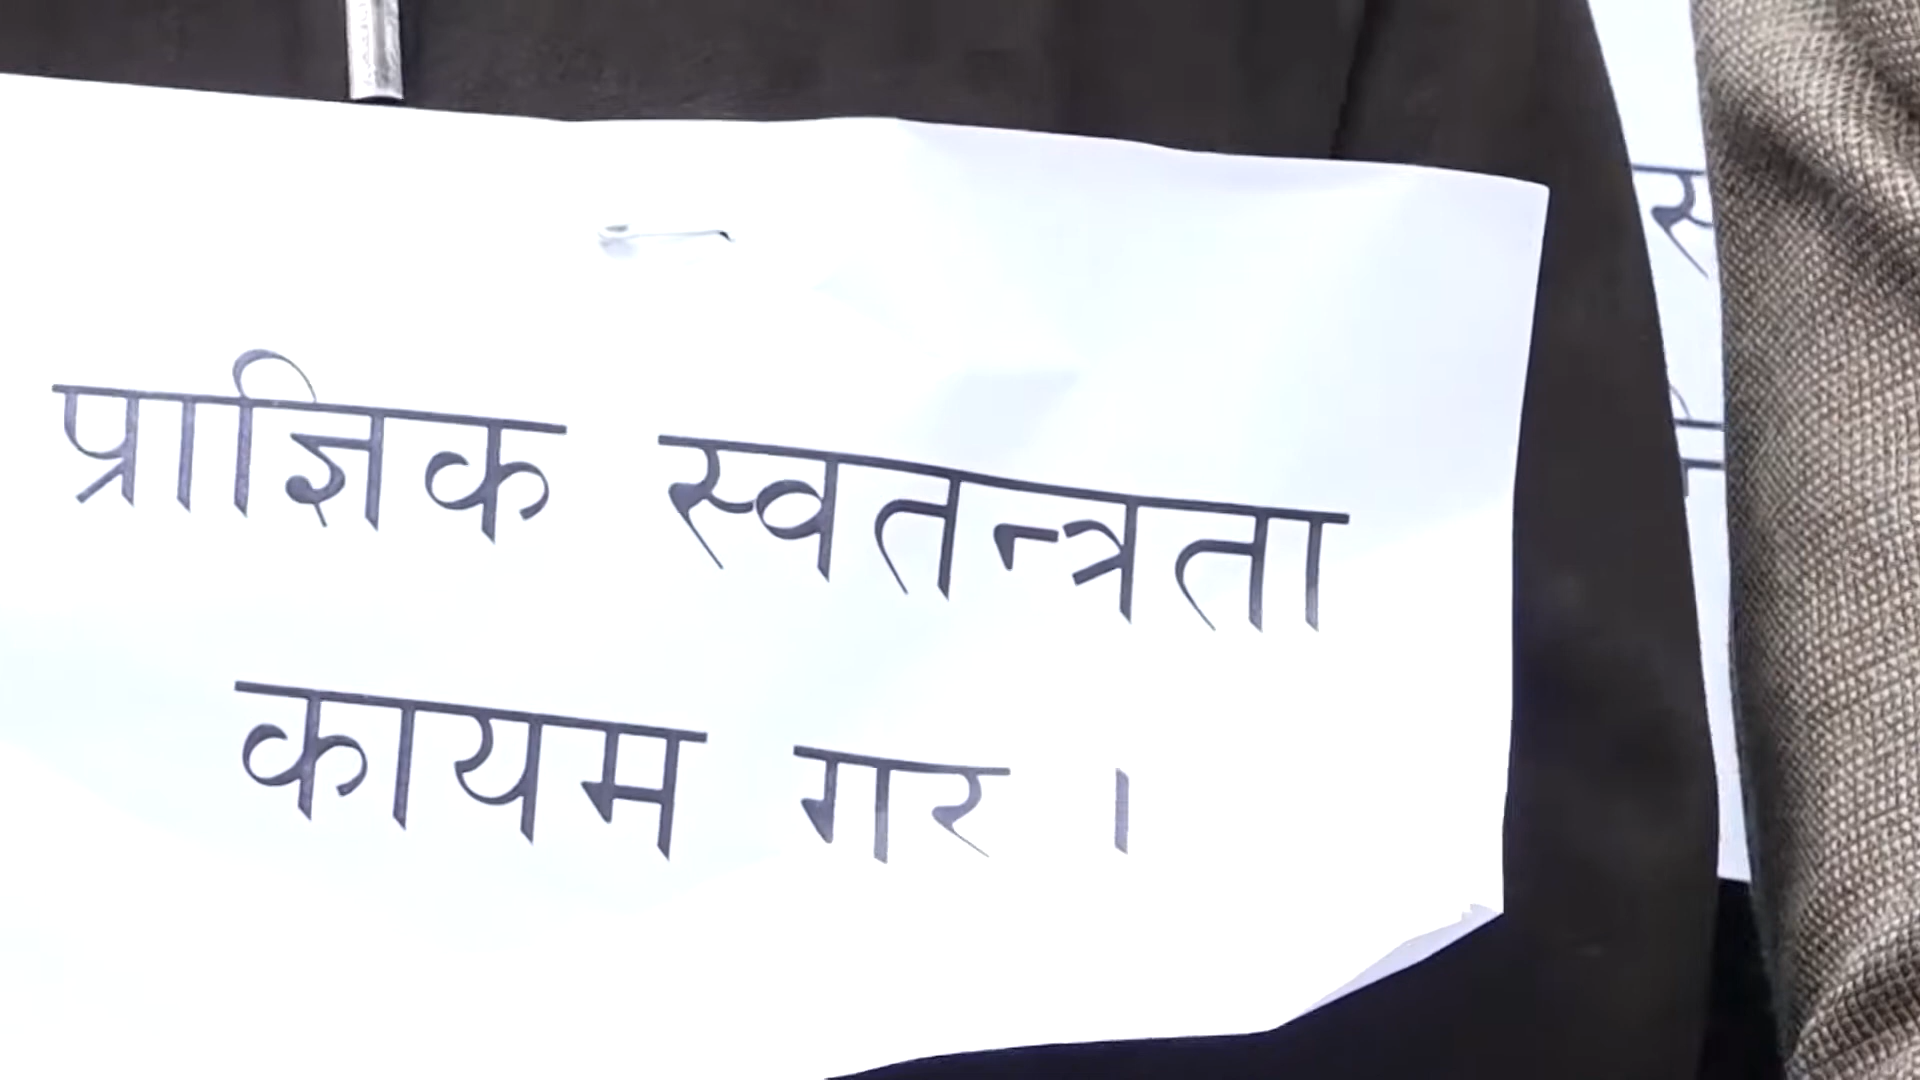 प्राज्ञिक स्वतन्त्रता
कायम गर ।